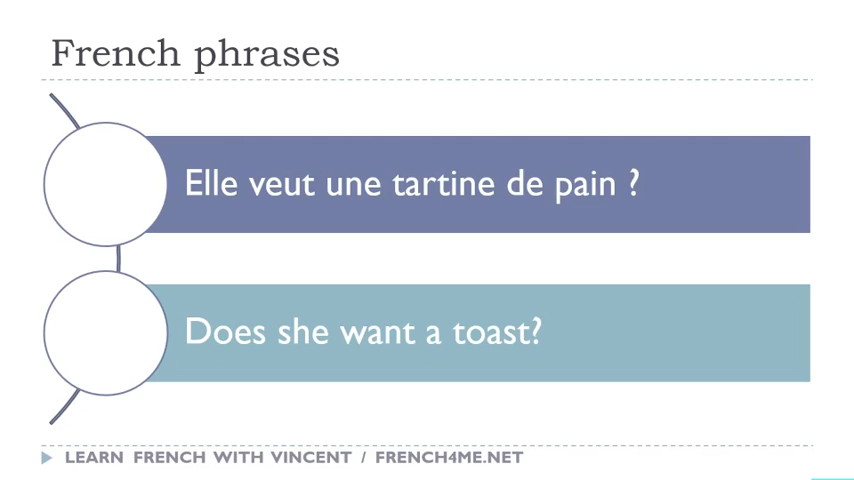 French phrases
Elle veut une tartine de pain ?
Does she want a toast?
LEARN FRENCH WITH VINCENT / FRENCH4ME.NET